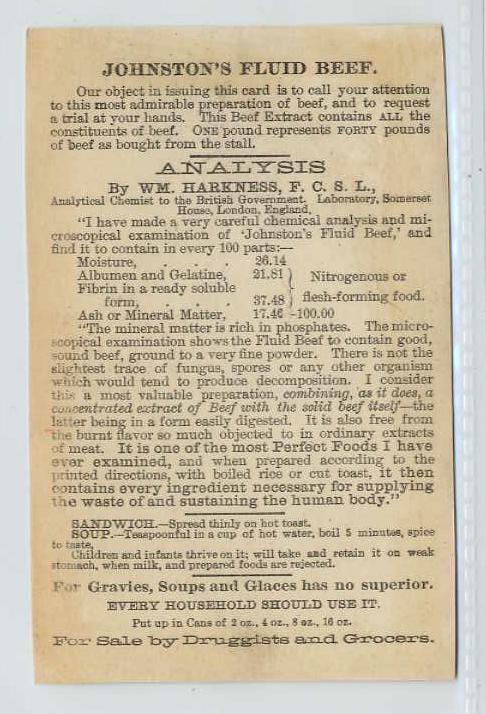 JOHNSTON'S FLUID BEEF.
Our object in issuing this card is to call your attention
to this most admirable preparation of beef, and to request
a trial at your hands. This Beef Extract contains ALL the
constituents of beef. ONE pound represents FORTY pounds
of beef as bought from the stall.
ANALYSIS
By WM. HARKNESS, F. C. S. L.,
Analytical Chemist to the British Government. Laboratory, Somerset
House, London, England.
"I have made a very careful chemical analysis and mi-
croscopical examination of 'Johnston's Fluid Beef,' and
find it to contain in every 100 parts:—
Moisture, . . 26.14
Albumen and Gelatine, 21.81 } Nitrogenous or
Fibrin in a ready soluble
form, . . . 37.48 } flesh-forming food.
Ash or Mineral Matter, 17.46 -100.00
"The mineral matter is rich in phosphates. The micro-
scopical examination shows the Fluid Beef to contain good,
sound beef, ground to a very fine powder. There is not the
slightest trace of fungus, spores or any other organism
which would tend to produce decomposition. I consider
this a most valuable preparation, combining, as it does, a
concentrated extract of Beef with the solid beef itself—the
latter being in a form easily digested. It is also free from
the burnt flavor so much objected to in ordinary extracts
of meat. It is one of the most Perfect Foods I have
ever examined, and when prepared according to the
printed directions, with boiled rice or cut toast, it then
contains every ingredient necessary for supplying
the waste of and sustaining the human body."
SANDWICH.—Spread thinly on hot toast.
SOUP.—Teaspoonful in a cup of hot water, boil 5 minutes, spice
to taste.
Children and infants thrive on it; will take and retain it on weak
stomach, when milk, and prepared foods are rejected.
For Gravies, Soups and Glaces has no superior.
EVERY HOUSEHOLD SHOULD USE IT.
Put up in Cans of 2 oz., 4 oz., 8 oz., 16 oz.
For Sale by Druggists and Grocers.